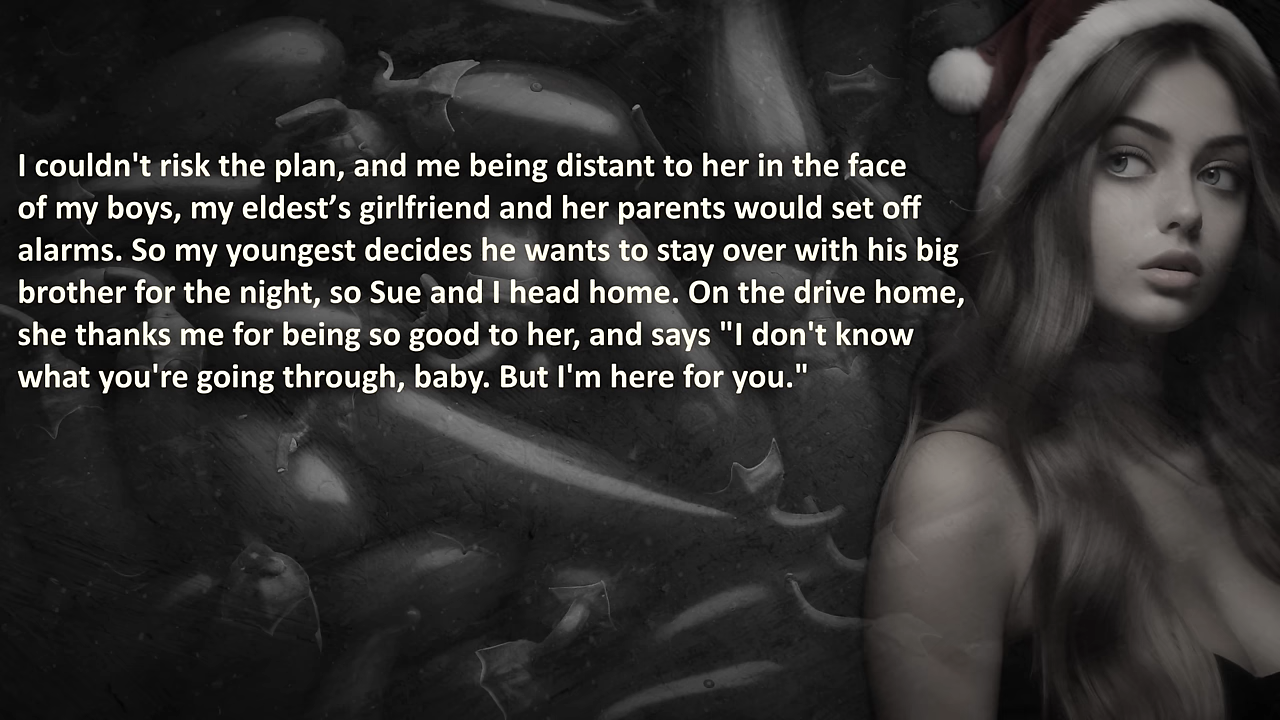 I couldn't risk the plan, and me being distant to her in the face
of my boys, my eldest’s girlfriend and her parents would set off
alarms. So my youngest decides he wants to stay over with his big
brother for the night, so Sue and I head home. On the drive home,
she thanks me for being so good to her, and says "I don't know
what you're going through, baby. But I'm here for you."